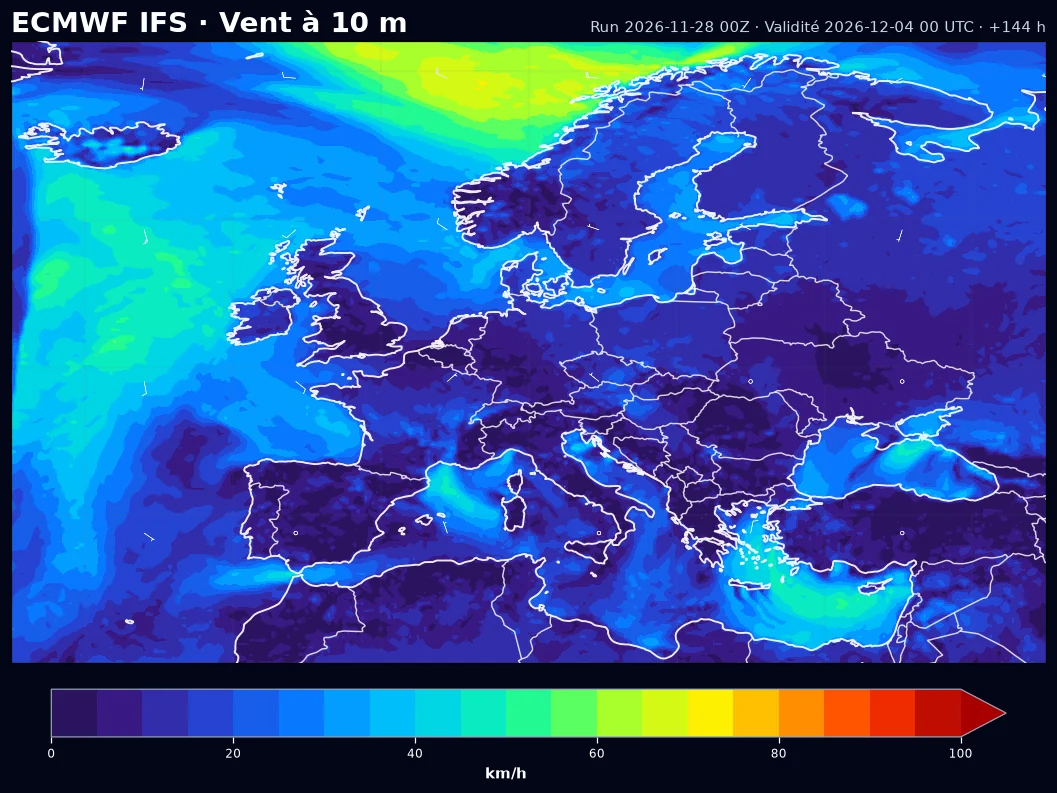 ECMWF IFS · Vent à 10 m
Run 2026-11-28 00Z · Validité 2026-12-04 00 UTC · +144 h
0 20 40 60 80 100
km/h